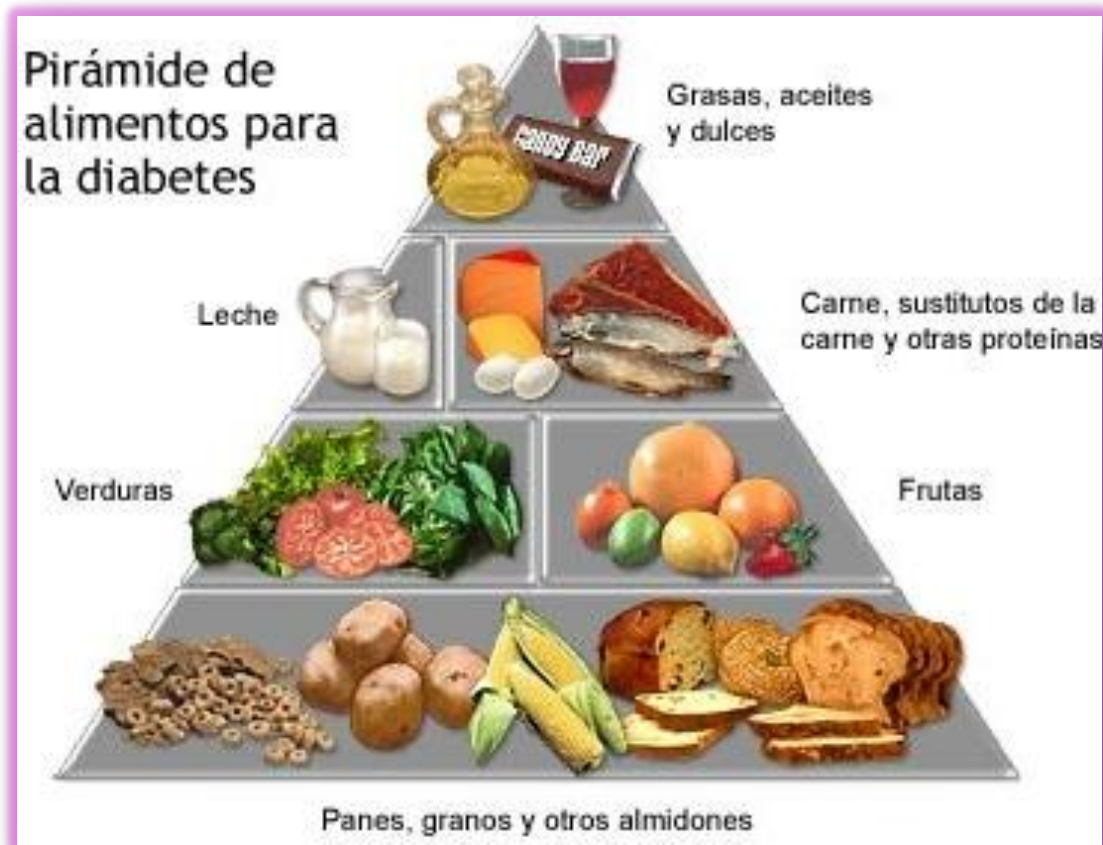 Pirámide de
alimentos para
la diabetes
Grasas, aceites
y dulces
CANDY BAR
Leche
Carne, sustitutos de la
carne y otras proteínas
Verduras
Frutas
Panes, granos y otros almidones